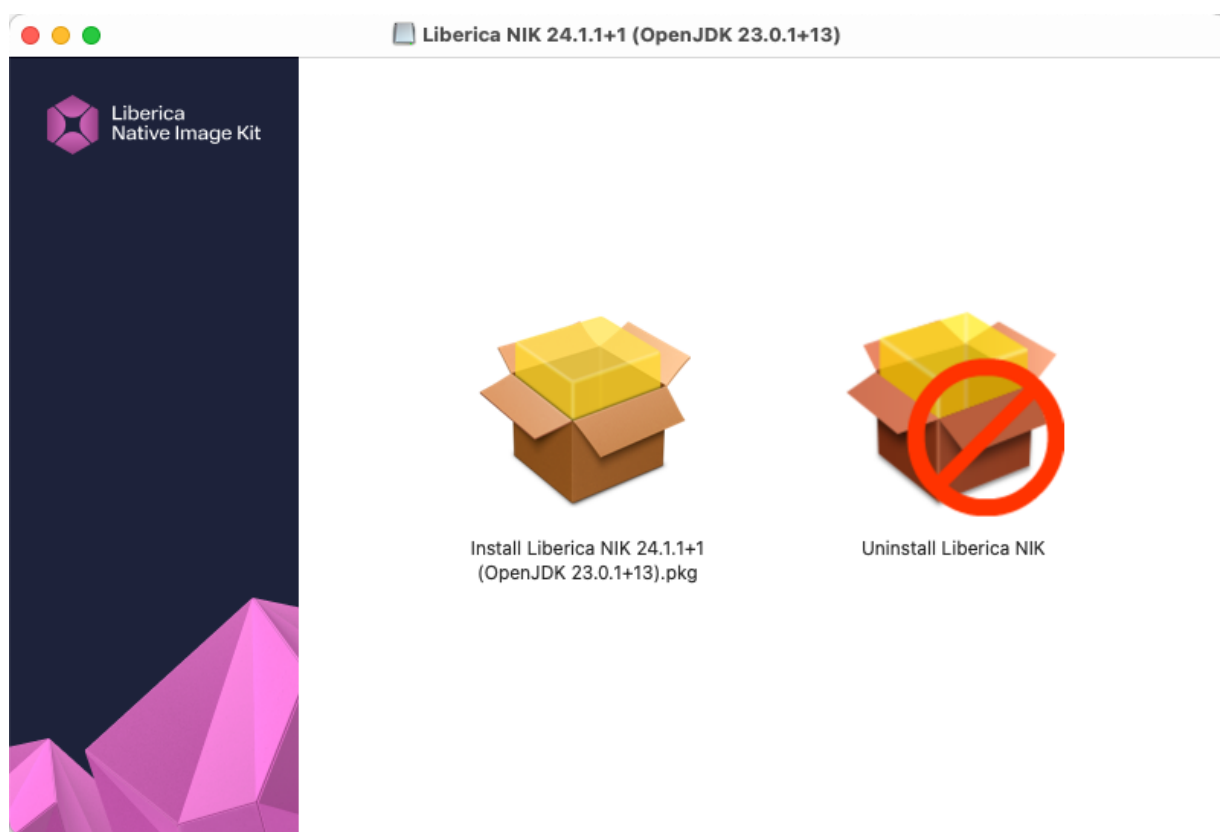 Liberica NIK 24.1.1+1 (OpenJDK 23.0.1+13)
Liberica
Native Image Kit
Install Liberica NIK 24.1.1+1
(OpenJDK 23.0.1+13).pkg
Uninstall Liberica NIK